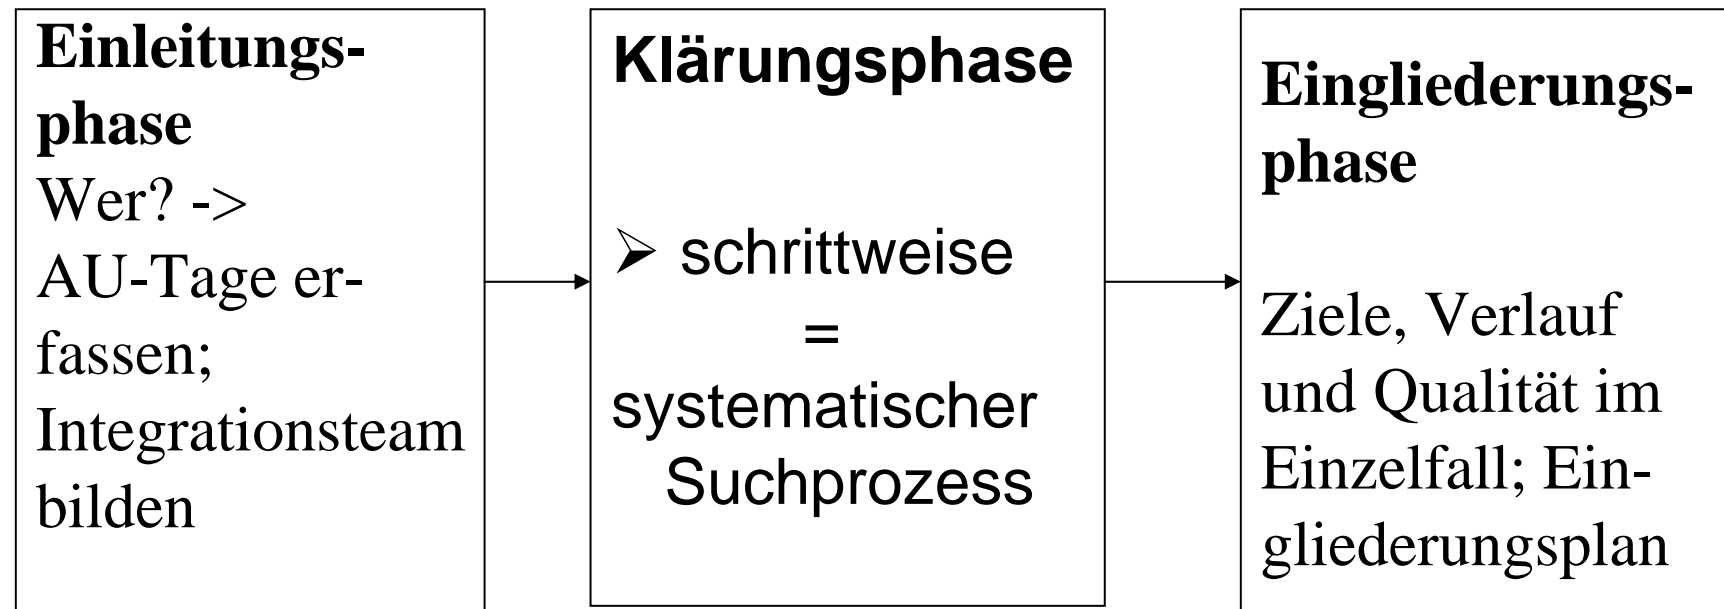 Einleitungs-
phase
Wer? ->
AU-Tage er-
fassen;
Integrationsteam
bilden
Klärungsphase
➢ schrittweise
=
systematischer
Suchprozess
Eingliederungs-
phase
Ziele, Verlauf
und Qualität im
Einzelfall; Ein-
gliederungsplan